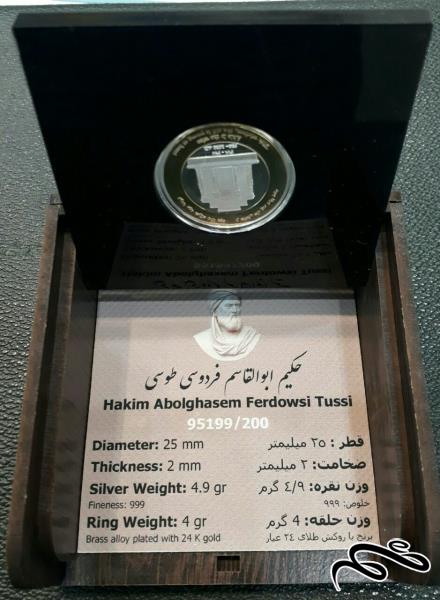 حکیم ابوالقاسم فردوسی طوسی
Hakim Abolghasem Ferdowsi Tussi
95199/200
Diameter: 25 mm
قطر : ۲۵ میلیمتر
Thickness: 2 mm
ضخامت: ۲ میلیمتر
Silver Weight: 4.9 gr
وزن نقره: ۴/۹ گرم
Fineness: 999
خلوص: ۹۹۹
Ring Weight: 4 gr
وزن حلقه: 4 گرم
Brass alloy plated with 24 K gold
برنج با روکش طلای ۲۴ عیار